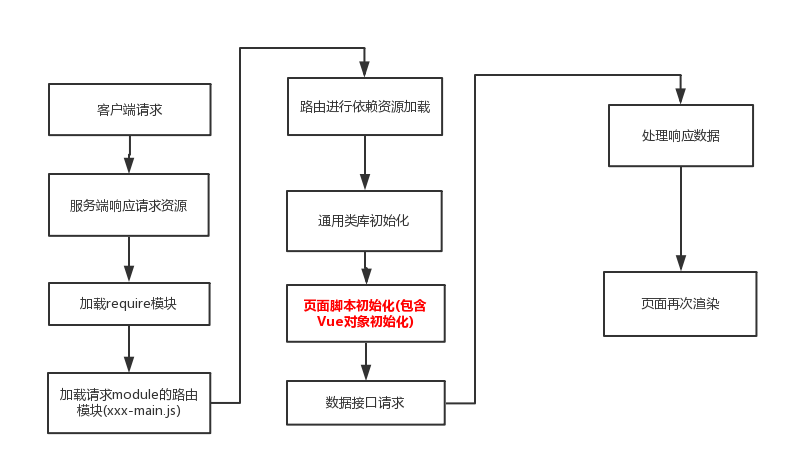 客户端请求
服务端响应请求资源
加载require模块
加载请求module的路由
模块(xxx-main.js)
路由进行依赖资源加载
通用类库初始化
页面脚本初始化(包含
Vue对象初始化)
数据接口请求
处理响应数据
页面再次渲染